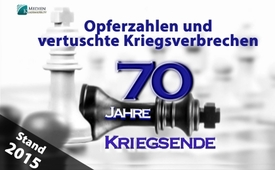 Opferzahlen und
vertuschte Kriegsverbrechen
70
JAHRE
KRIEGSENDE
Stand
2015